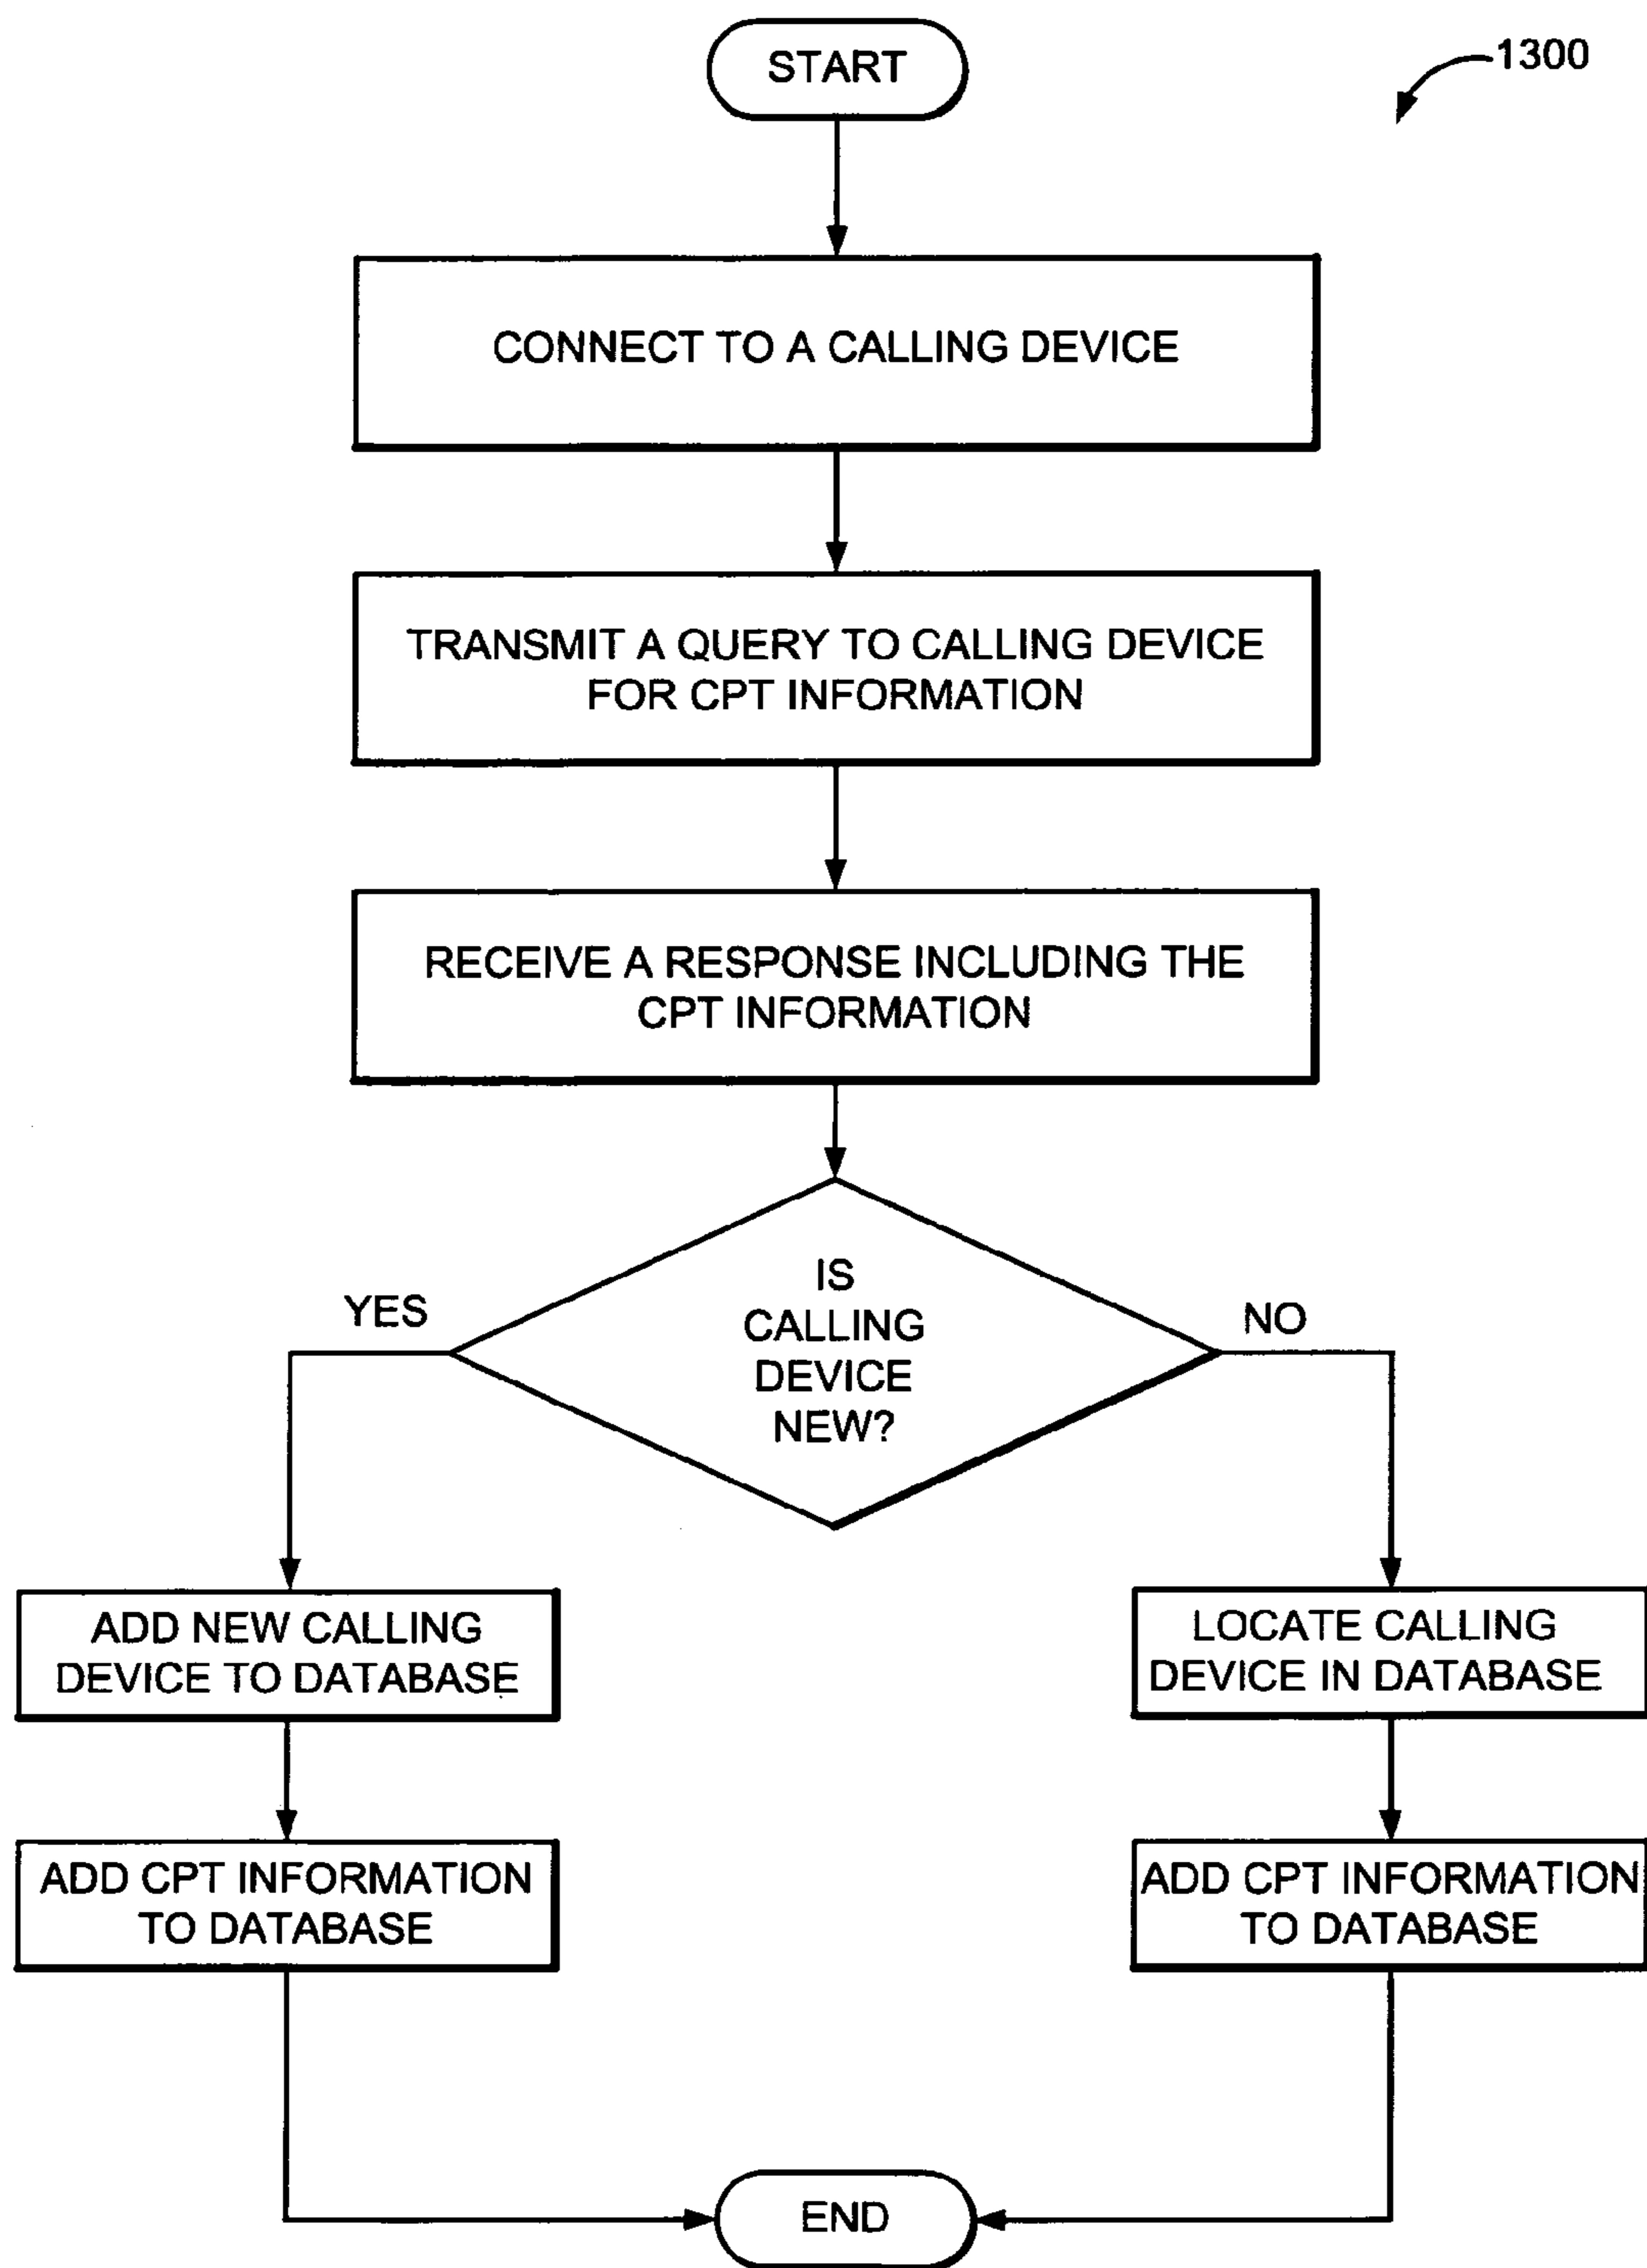 START
1300
CONNECT TO A CALLING DEVICE
TRANSMIT A QUERY TO CALLING DEVICE
FOR CPT INFORMATION
RECEIVE A RESPONSE INCLUDING THE
CPT INFORMATION
IS
CALLING
DEVICE
NEW?
YES
NO
ADD NEW CALLING
DEVICE TO DATABASE
LOCATE CALLING
DEVICE IN DATABASE
ADD CPT INFORMATION
TO DATABASE
ADD CPT INFORMATION
TO DATABASE
END